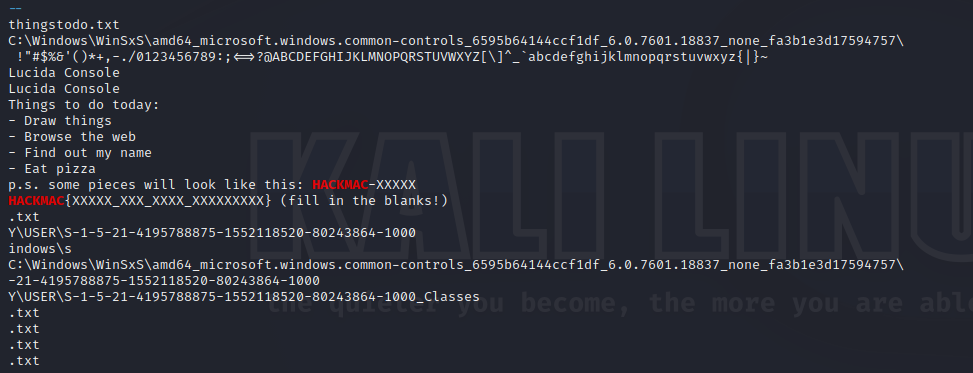 --
thingstodo.txt
C:\Windows\WinSxS\amd64_microsoft.windows.common-controls_6595b64144ccf1df_6.0.7601.18837_none_fa3b1e3d17594757\
 !"#$%&'()*+,-./0123456789:;<=>?@ABCDEFGHIJKLMNOPQRSTUVWXYZ[\]^_`abcdefghijklmnopqrstuvwxyz{|}~
Lucida Console
Lucida Console
Things to do today:
- Draw things
- Browse the web
- Find out my name
- Eat pizza
p.s. some pieces will look like this: HACKMAC-XXXXX
HACKMAC{XXXXX_XXX_XXXX_XXXXXXXXX} (fill in the blanks!)
.txt
Y\USER\S-1-5-21-4195788875-1552118520-80243864-1000
indows\s
C:\Windows\WinSxS\amd64_microsoft.windows.common-controls_6595b64144ccf1df_6.0.7601.18837_none_fa3b1e3d17594757\
-21-4195788875-1552118520-80243864-1000
Y\USER\S-1-5-21-4195788875-1552118520-80243864-1000_Classes
.txt
.txt
.txt
.txt
KALI LINU
the quieter you become, the more you are abl